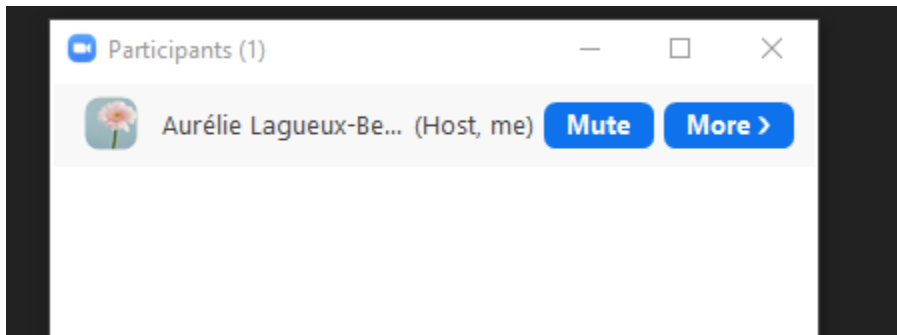 Participants (1)
Aurélie Lagueux-Be... (Host, me) Mute More >